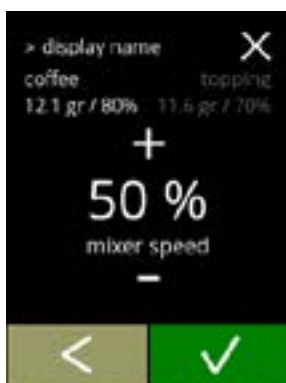 > display name
coffee topping
12.1 gr / 80% 11.6 gr / 70%
+
50 %
mixer speed
-
<